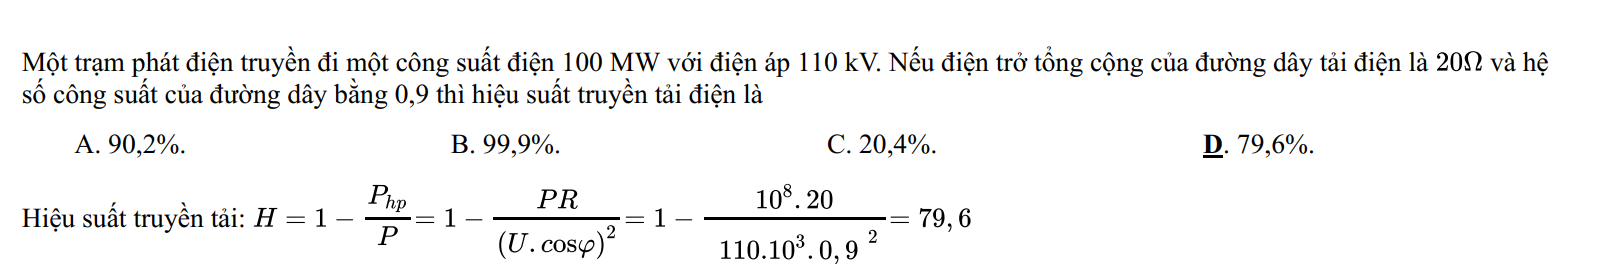 Một trạm phát điện truyền đi một công suất điện 100 MW với điện áp 110 kV. Nếu điện trở tổng cộng của đường dây tải điện là 20Ω và hệ
số công suất của đường dây bằng 0,9 thì hiệu suất truyền tải điện là
A. 90,2%. B. 99,9%. C. 20,4%. D. 79,6%.
Hiệu suất truyền tải: $H = 1 - \frac{P_{hp}}{P} = 1 - \frac{PR}{(U.\cos\varphi)^2} = 1 - \frac{10^8.20}{110.10^3.0,9^{\,2}} = 79,6$